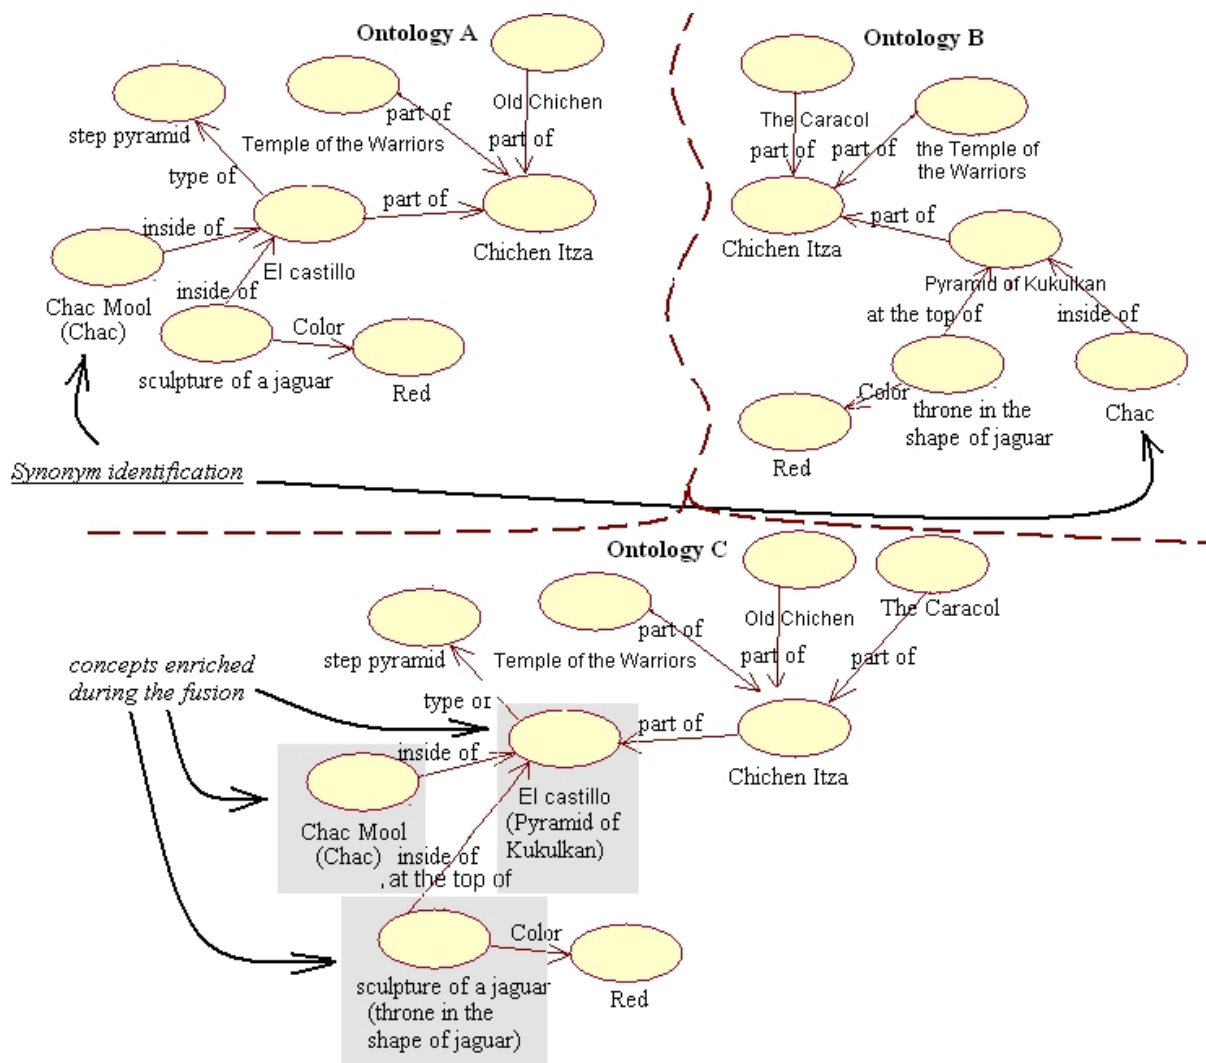 Ontology A
Old Chichen
part of
step pyramid
Temple of the Warriors
part of
type of
part of
inside of
Chichen Itza
El castillo
inside of
Chac Mool
(Chac)
Color
sculpture of a jaguar
Red
Synonym identification
Ontology B
The Caracol
part of
part of
the Temple of
the Warriors
part of
Chichen Itza
Pyramid of Kukulkan
at the top of
inside of
Color
throne in the
shape of jaguar
Chac
Red
Ontology C
Old Chichen
The Caracol
part of
step pyramid
Temple of the Warriors
part of
part of
concepts enriched
during the fusion
type or
part of
inside of
Chichen Itza
El castillo
(Pyramid of
Kukulkan)
Chac Mool
(Chac)
inside of
, at the top of
Color
sculpture of a jaguar
(throne in the
shape of jaguar)
Red